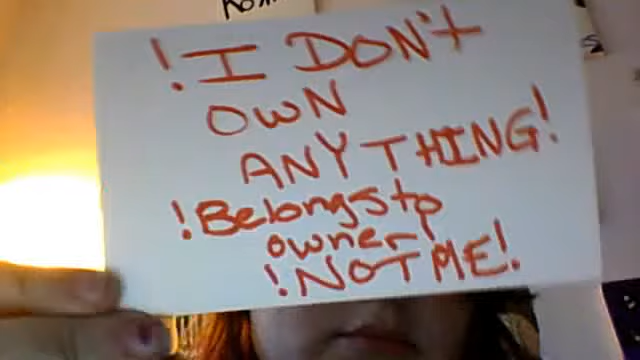 !I DON't
OWN
ANYTHING!
!Belongs to
owner!
!NOT ME!